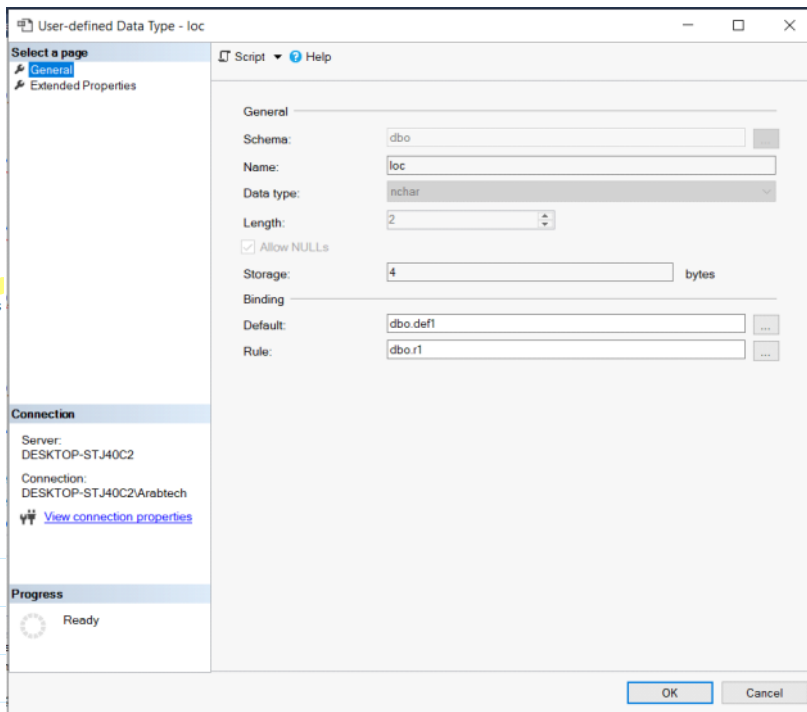 User-defined Data Type - loc
Select a page
General
Extended Properties
Script Help
General
Schema: dbo ...
Name: loc
Data type: nchar
Length: 2
Allow NULLs
Storage: 4 bytes
Binding
Default: dbo.def1 ...
Rule: dbo.r1 ...
Connection
Server:
DESKTOP-STJ40C2
Connection:
DESKTOP-STJ40C2\Arabtech
View connection properties
Progress
Ready
OK Cancel